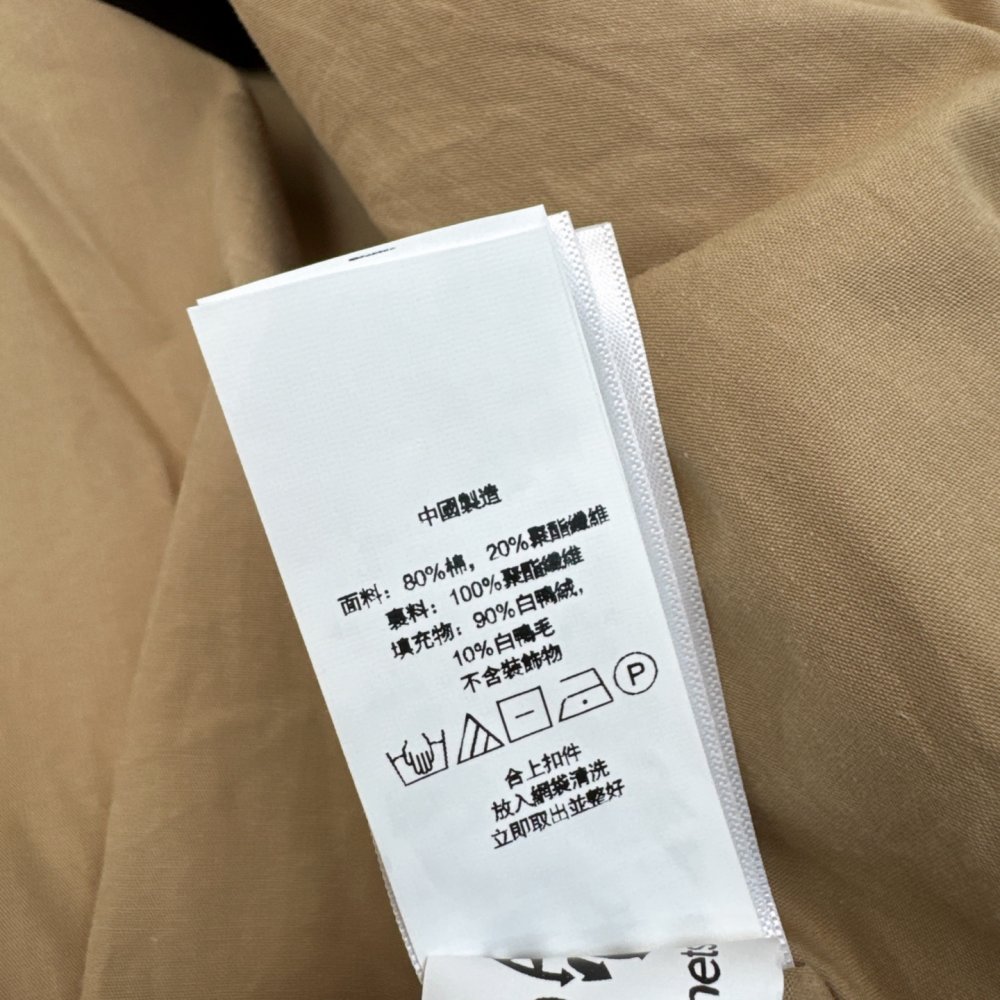 中國製造
面料：80%棉，20%聚酯纖維
裏料：100%聚酯纖維
填充物：90%白鴨絨，
10%白鴨毛
不含裝飾物
P
合上扣件
放入網袋清洗
立即取出並整好
nets